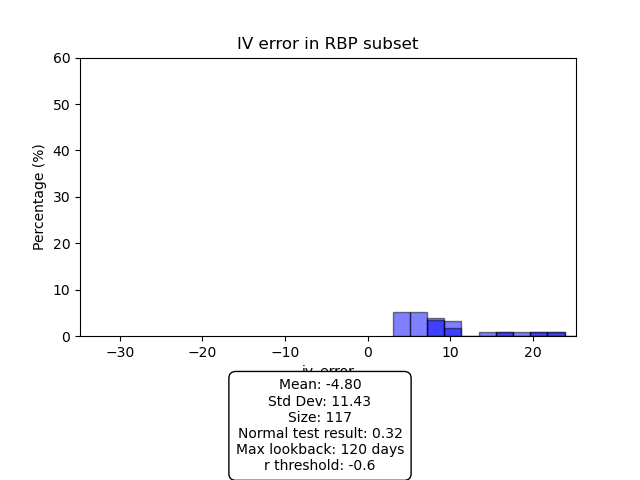 IV error in RBP subset
Percentage (%)
60
50
40
30
20
10
0
−30 −20 −10 0 10 20
iv_error
Mean: -4.80
Std Dev: 11.43
Size: 117
Normal test result: 0.32
Max lookback: 120 days
r threshold: -0.6